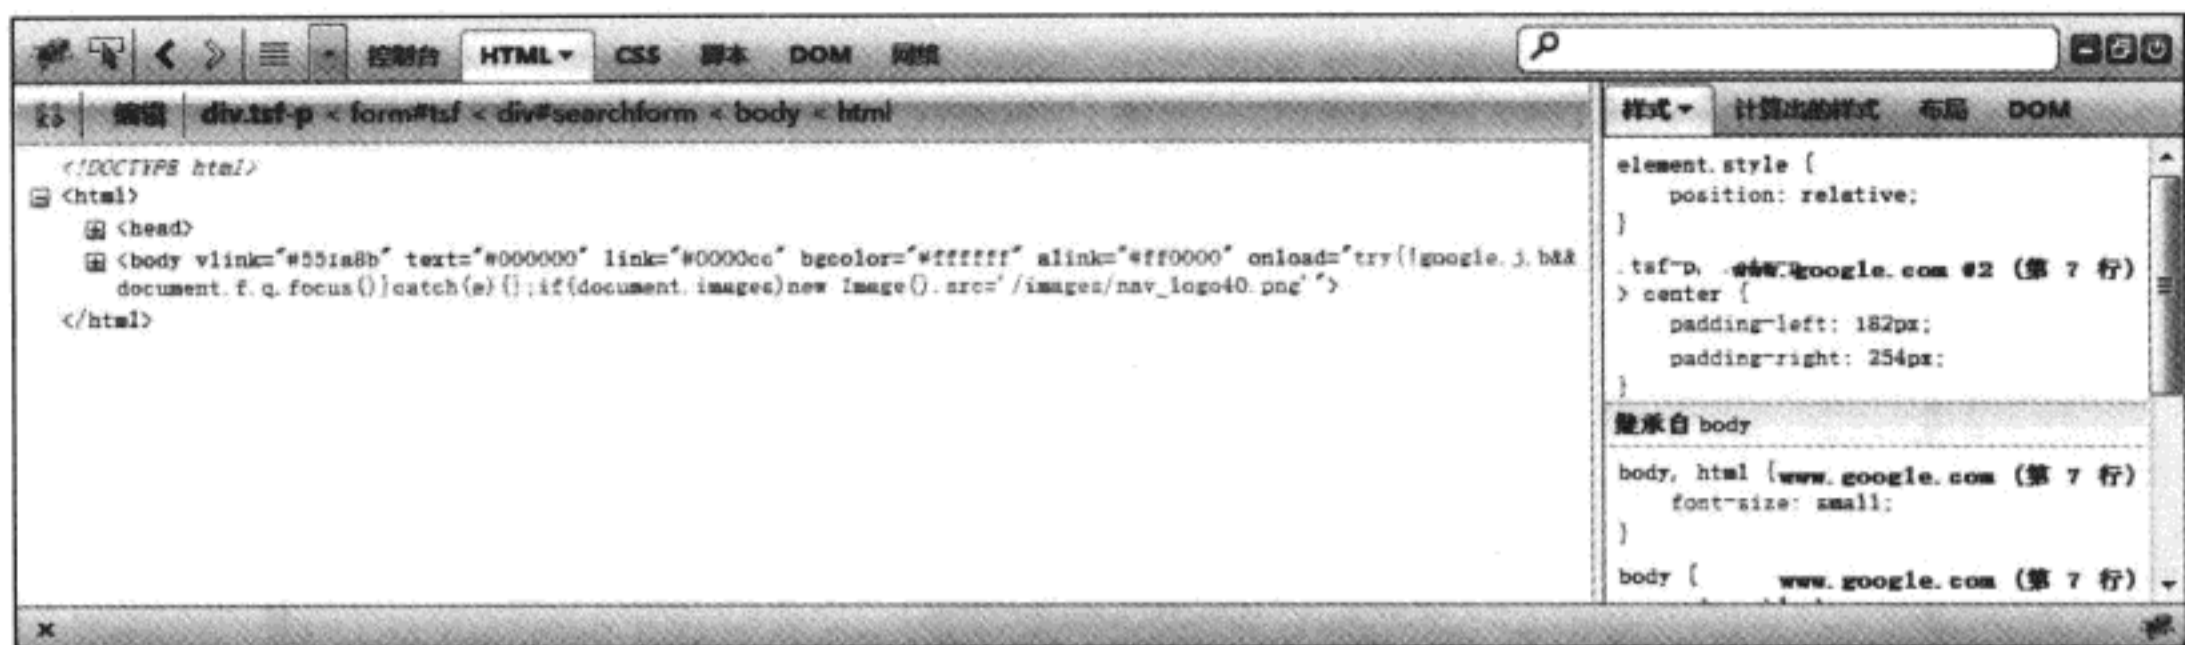 控制台 HTML CSS 脚本 DOM 网络
编辑 div.tsf-p < form#tsf < div#searchform < body < html
<!DOCTYPE html>
<html>
<head>
<body vlink="#551a8b" text="#000000" link="#0000cc" bgcolor="#ffffff" alink="#ff0000" onload="try{!google.j.b&&
document.f.q.focus()}catch(e){};if(document.images)new Image().src='/images/nav_logo40.png'">
</html>
样式 计算出的样式 布局 DOM
element.style {
position: relative;
}
.tsf-p, www.google.com #2 (第 7 行)
> center {
padding-left: 182px;
padding-right: 254px;
}
继承自 body
body, html { www.google.com (第 7 行)
font-size: small;
}
body { www.google.com (第 7 行)